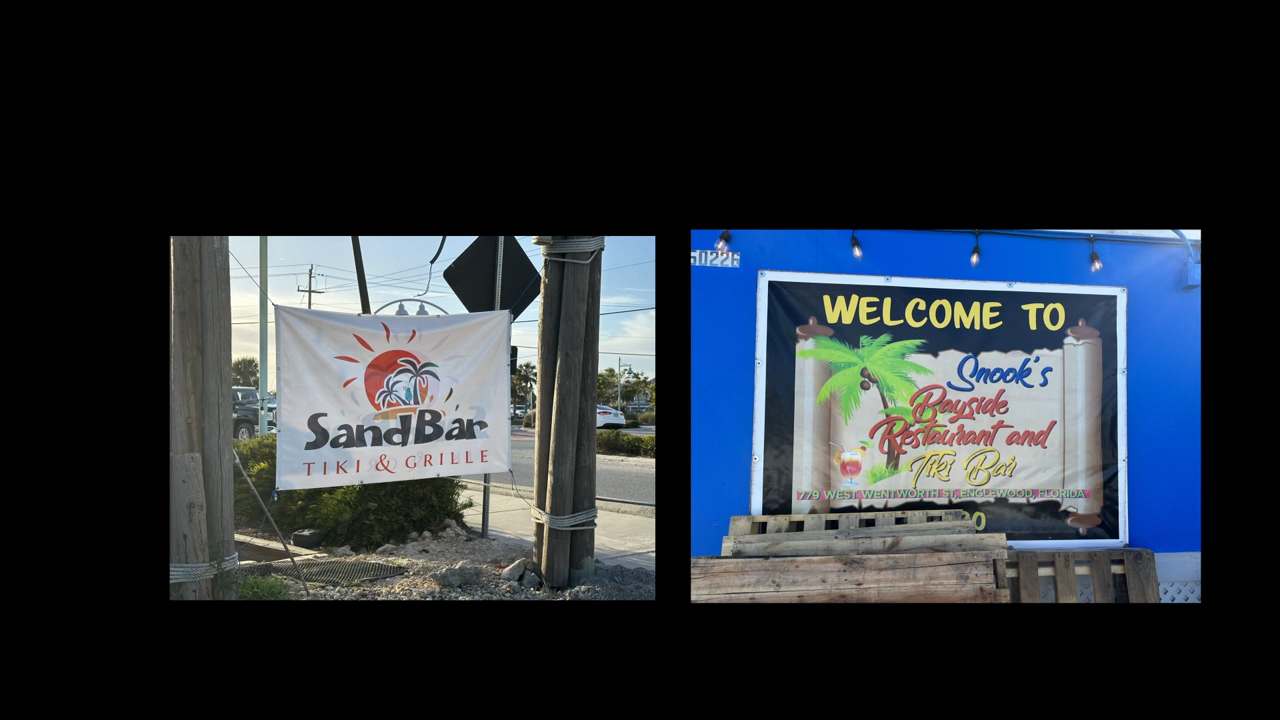 SandBar
TIKI & GRILLE
50226
WELCOME TO
Snook's
Bayside
Restaurant and
Tiki Bar
779 WEST WENTWORTH ST, ENGLEWOOD, FLORIDA